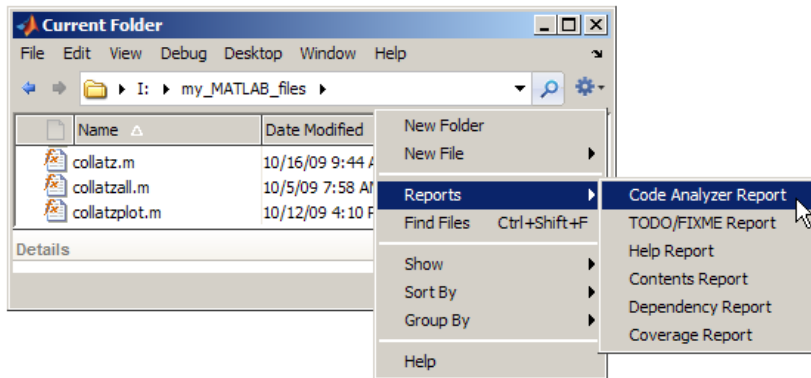 Current Folder
File Edit View Debug Desktop Window Help
I: my_MATLAB_files
Name Date Modified
collatz.m 10/16/09 9:44
collatzall.m 10/5/09 7:58
collatzplot.m 10/12/09 4:10
Details
New Folder
New File
Reports
Find Files Ctrl+Shift+F
Show
Sort By
Group By
Help
Code Analyzer Report
TODO/FIXME Report
Help Report
Contents Report
Dependency Report
Coverage Report